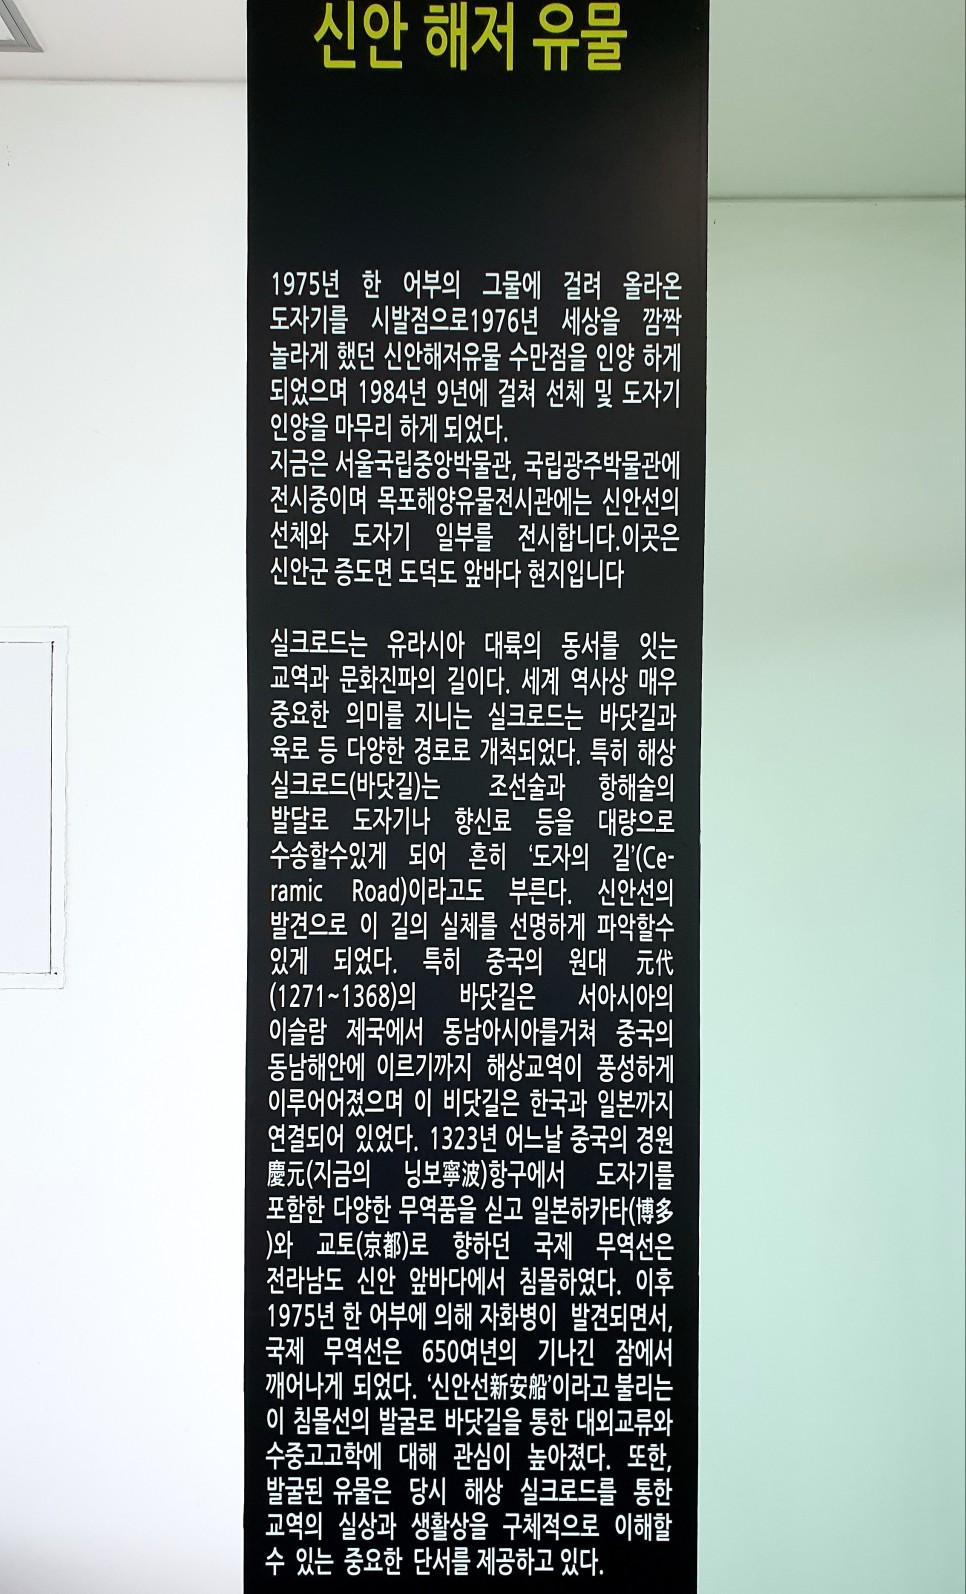 신안 해저 유물
1975년 한 어부의 그물에 걸려 올라온
도자기를 시발점으로1976년 세상을 깜짝
놀라게 했던 신안해저유물 수만점을 인양 하게
되었으며 1984년 9년에 걸쳐 선체 및 도자기
인양을 마무리 하게 되었다.
지금은 서울국립중앙박물관, 국립광주박물관에
전시중이며 목포해양유물전시관에는 신안선의
선체와 도자기 일부를 전시합니다.이곳은
신안군 증도면 도덕도 앞바다 현지입니다
실크로드는 유라시아 대륙의 동서를 잇는
교역과 문화진파의 길이다. 세계 역사상 매우
중요한 의미를 지니는 실크로드는 바닷길과
육로 등 다양한 경로로 개척되었다. 특히 해상
실크로드(바닷길)는 조선술과 항해술의
발달로 도자기나 향신료 등을 대량으로
수송할수있게 되어 흔히 ‘도자의 길’(Ce-
ramic Road)이라고도 부른다. 신안선의
발견으로 이 길의 실체를 선명하게 파악할수
있게 되었다. 특히 중국의 원대 元代
(1271~1368)의 바닷길은 서아시아의
이슬람 제국에서 동남아시아를거쳐 중국의
동남해안에 이르기까지 해상교역이 풍성하게
이루어어졌으며 이 비닷길은 한국과 일본까지
연결되어 있었다. 1323년 어느날 중국의 경원
慶元(지금의 닝보寧波)항구에서 도자기를
포함한 다양한 무역품을 싣고 일본하카타(博多
)와 교토(京都)로 향하던 국제 무역선은
전라남도 신안 앞바다에서 침몰하였다. 이후
1975년 한 어부에 의해 자화병이 발견되면서,
국제 무역선은 650여년의 기나긴 잠에서
깨어나게 되었다. ‘신안선新安船’이라고 불리는
이 침몰선의 발굴로 바닷길을 통한 대외교류와
수중고고학에 대해 관심이 높아졌다. 또한,
발굴된 유물은 당시 해상 실크로드를 통한
교역의 실상과 생활상을 구체적으로 이해할
수 있는 중요한 단서를 제공하고 있다.